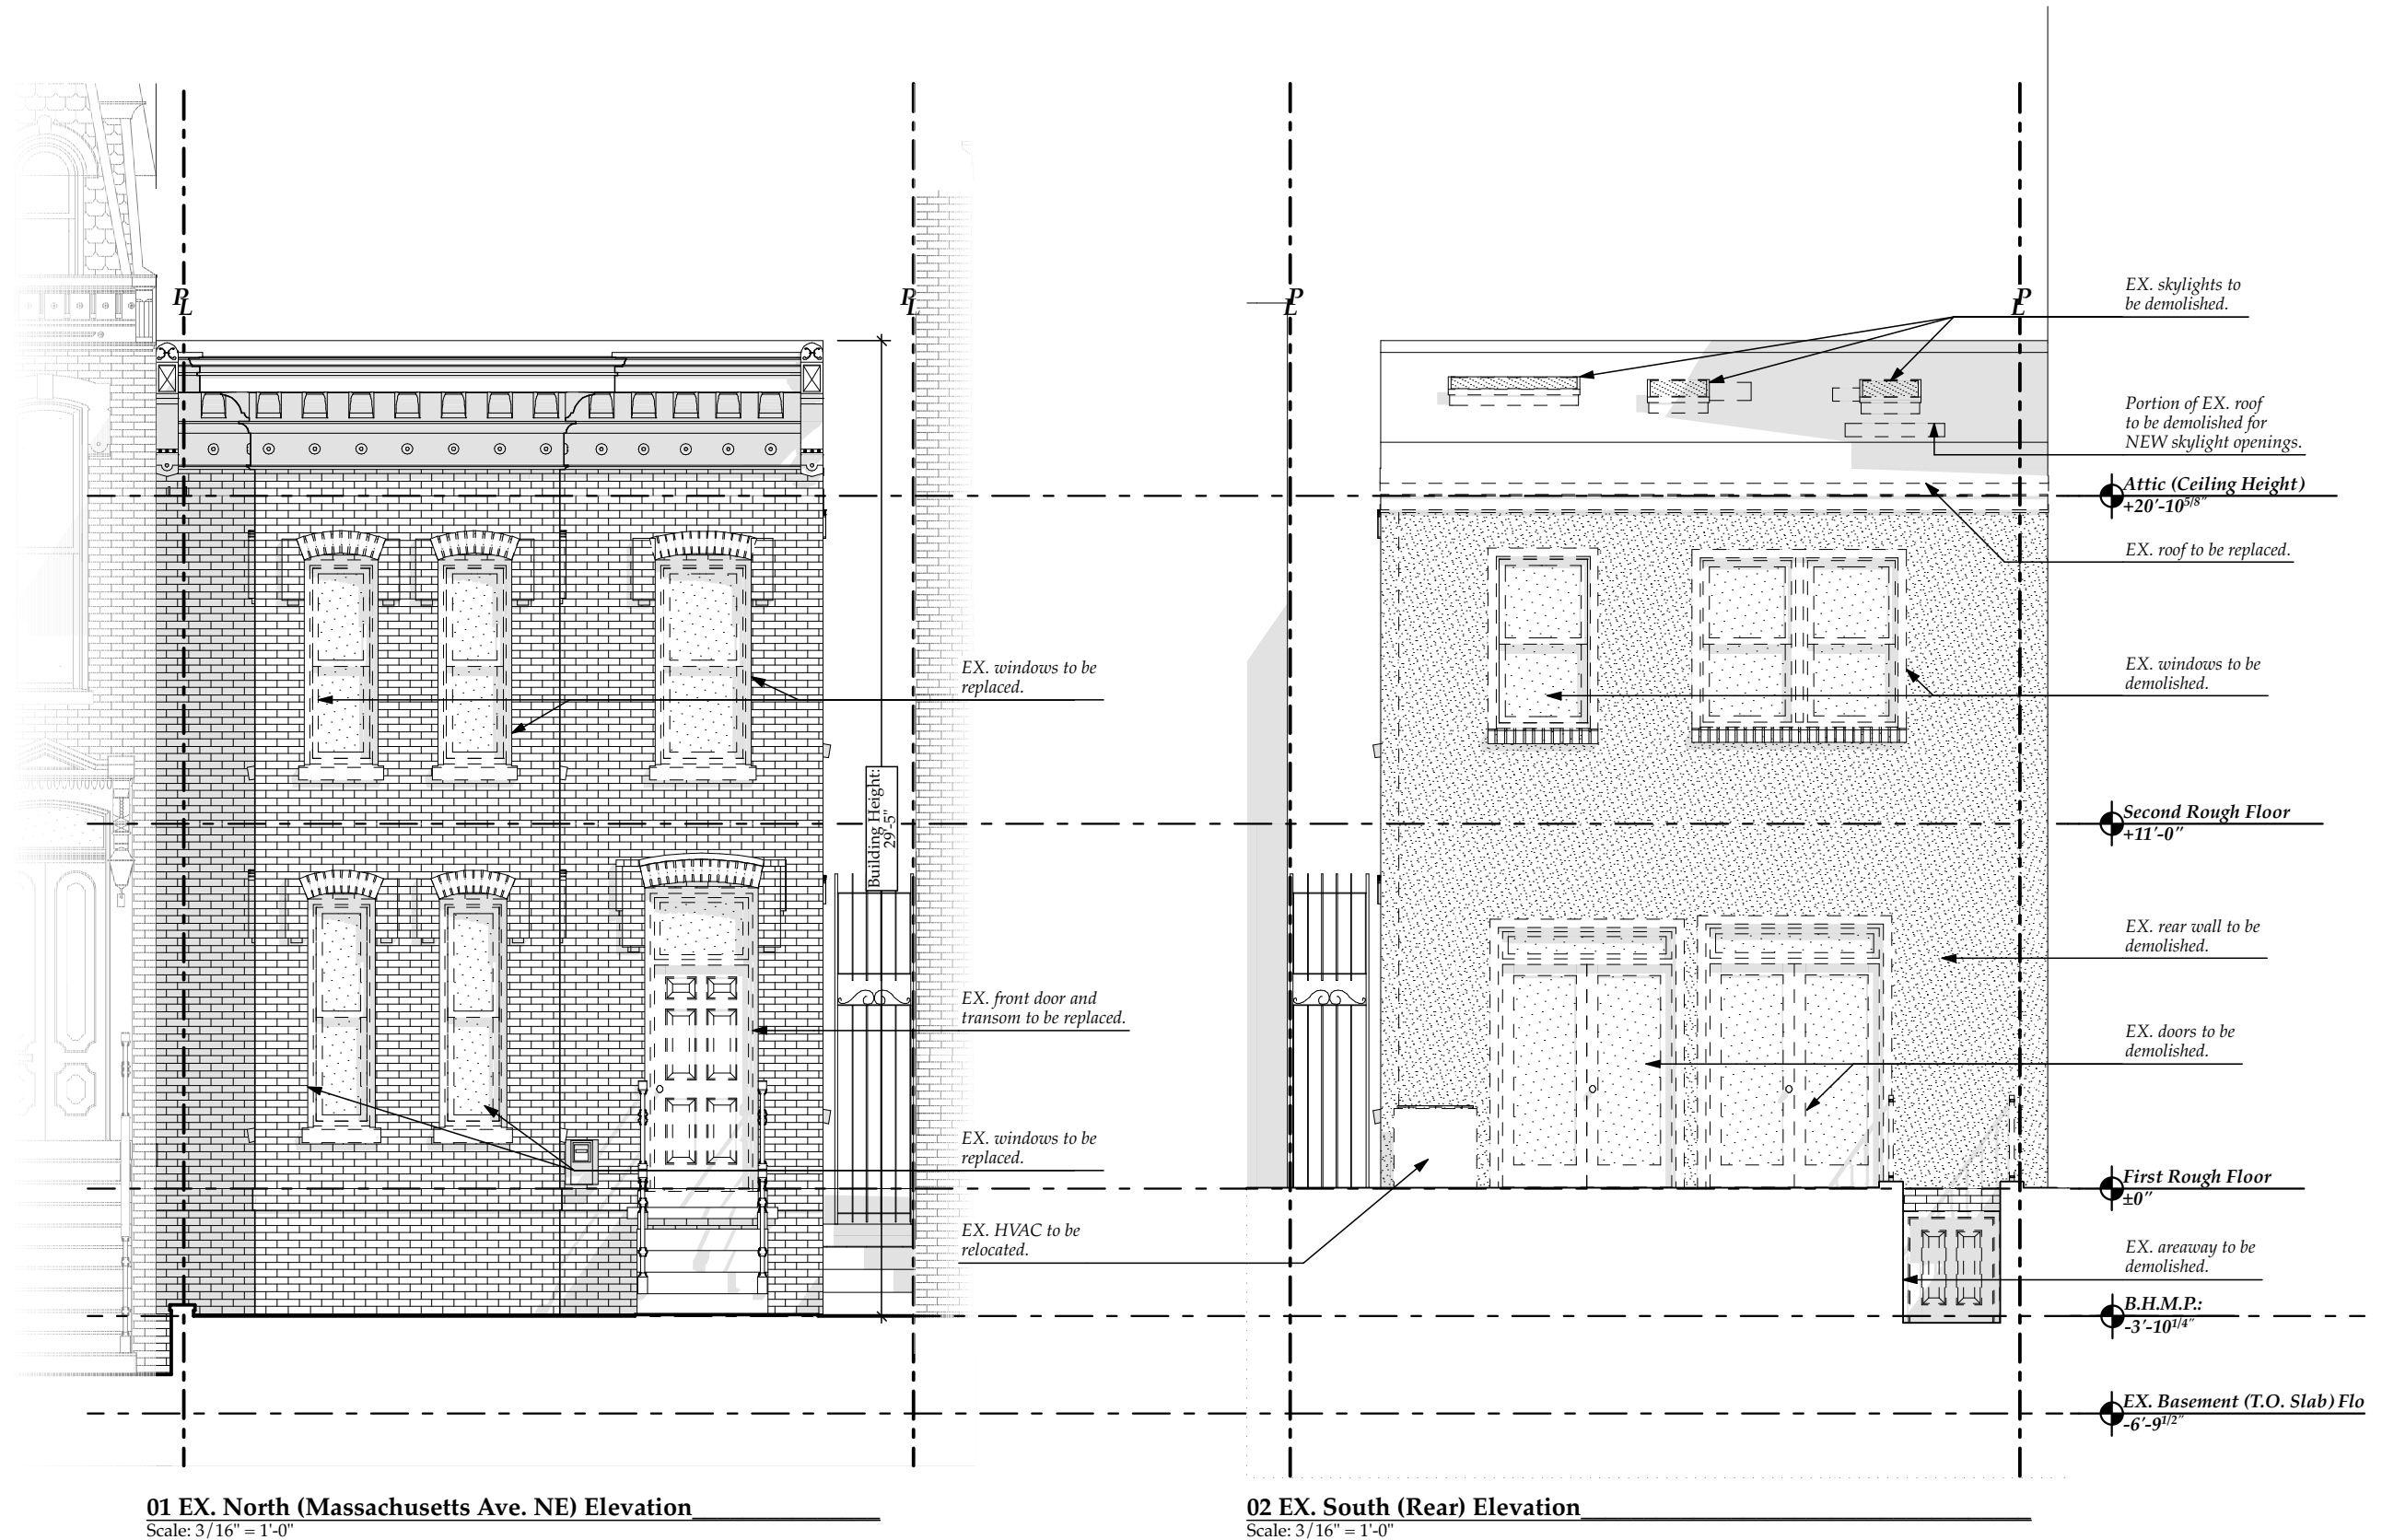 P
L
P
L
P
L
P
L
EX. windows to be
replaced.
Building Height:
29'-5"
EX. front door and
transom to be replaced.
EX. windows to be
replaced.
EX. HVAC to be
relocated.
EX. skylights to
be demolished.
Portion of EX. roof
to be demolished for
NEW skylight openings.
Attic (Ceiling Height)
+20'-10 5/8"
EX. roof to be replaced.
EX. windows to be
demolished.
Second Rough Floor
+11'-0"
EX. rear wall to be
demolished.
EX. doors to be
demolished.
First Rough Floor
±0"
EX. areaway to be
demolished.
B.H.M.P.:
-3'-10 1/4"
EX. Basement (T.O. Slab) Flo
-6'-9 1/2"
01 EX. North (Massachusetts Ave. NE) Elevation
Scale: 3/16" = 1'-0"
02 EX. South (Rear) Elevation
Scale: 3/16" = 1'-0"